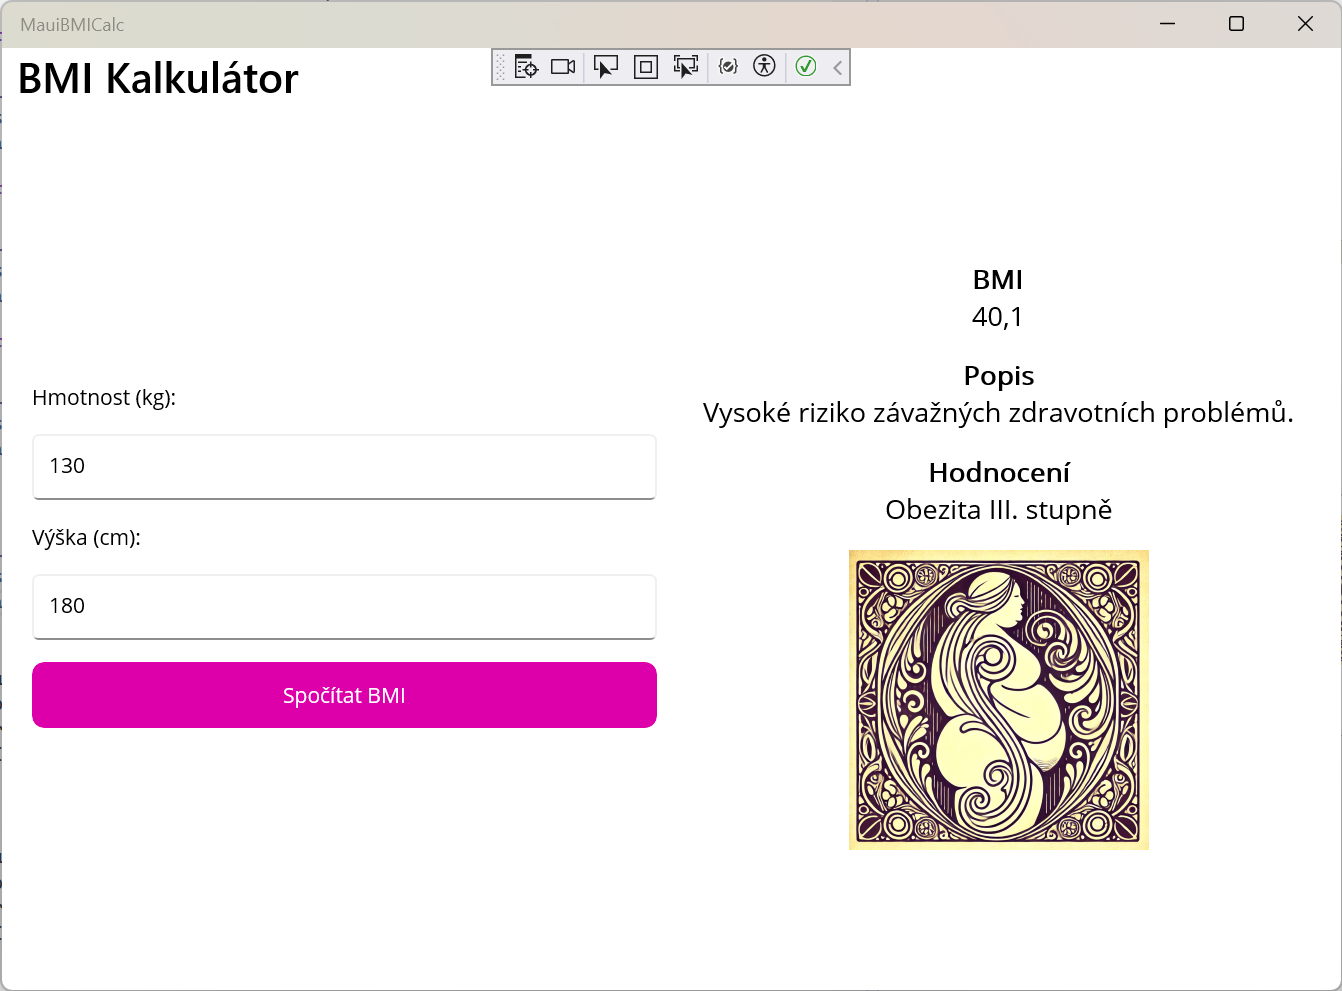 MauiBMICalc
BMI Kalkulátor
Hmotnost (kg):
130
Výška (cm):
180
Spočítat BMI
BMI
40,1
Popis
Vysoké riziko závažných zdravotních problémů.
Hodnocení
Obezita III. stupně